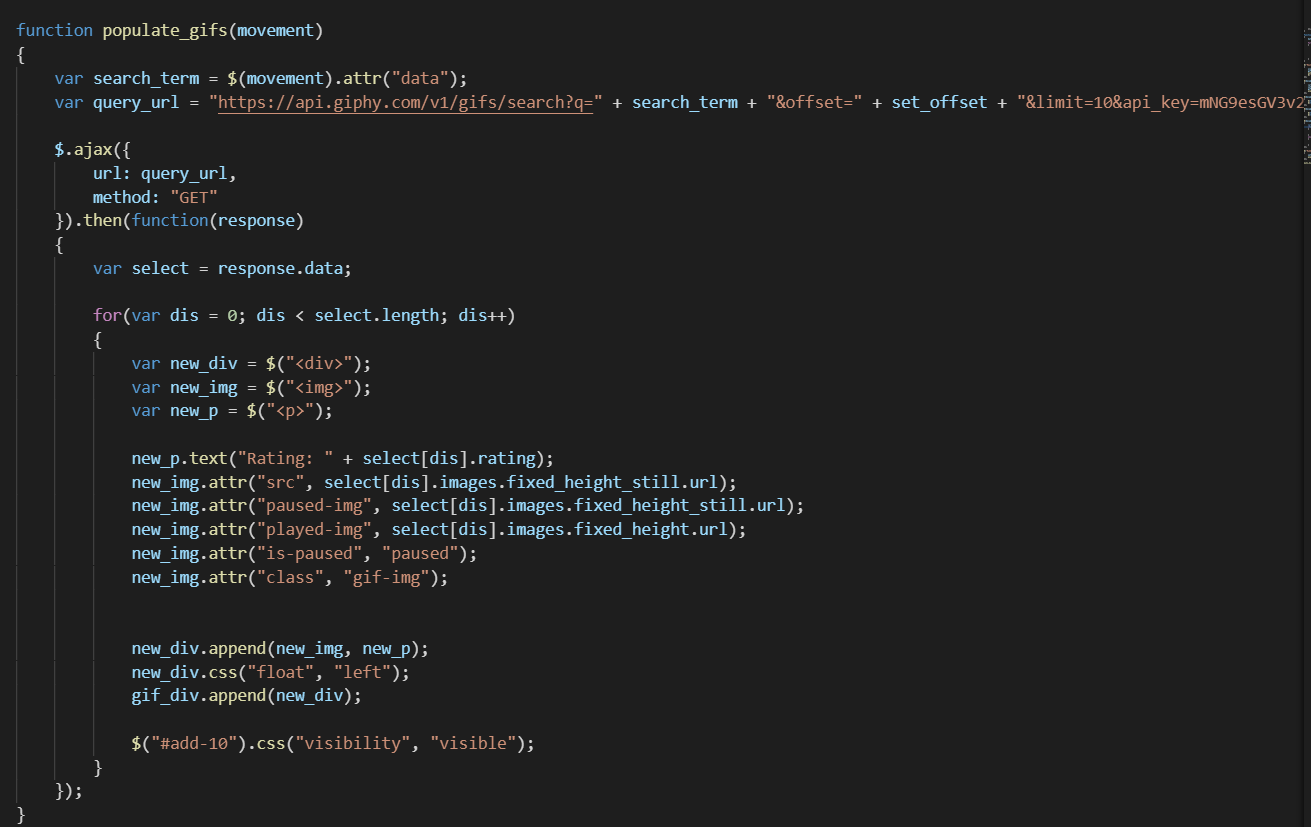 function populate_gifs(movement)
{
    var search_term = $(movement).attr("data");
    var query_url = "https://api.giphy.com/v1/gifs/search?q=" + search_term + "&offset=" + set_offset + "&limit=10&api_key=mNG9esGV3v2
    $.ajax({
        url: query_url,
        method: "GET"
    }).then(function(response)
    {
        var select = response.data;
        for(var dis = 0; dis < select.length; dis++)
        {
            var new_div = $("<div>");
            var new_img = $("<img>");
            var new_p = $("<p>");
            new_p.text("Rating: " + select[dis].rating);
            new_img.attr("src", select[dis].images.fixed_height_still.url);
            new_img.attr("paused-img", select[dis].images.fixed_height_still.url);
            new_img.attr("played-img", select[dis].images.fixed_height.url);
            new_img.attr("is-paused", "paused");
            new_img.attr("class", "gif-img");
            new_div.append(new_img, new_p);
            new_div.css("float", "left");
            gif_div.append(new_div);
            $("#add-10").css("visibility", "visible");
        }
    });
}